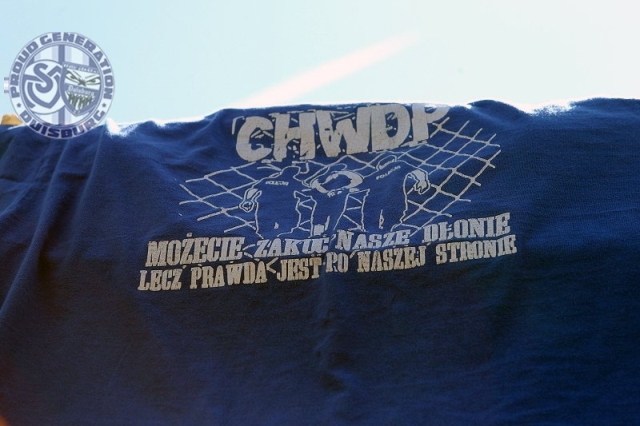 PROUD GENERATION
DUISBURG
CHWDP
MOŻECIE ZAKUĆ NASZE DŁONIE
LECZ PRAWDA JEST PO NASZEJ STRONIE